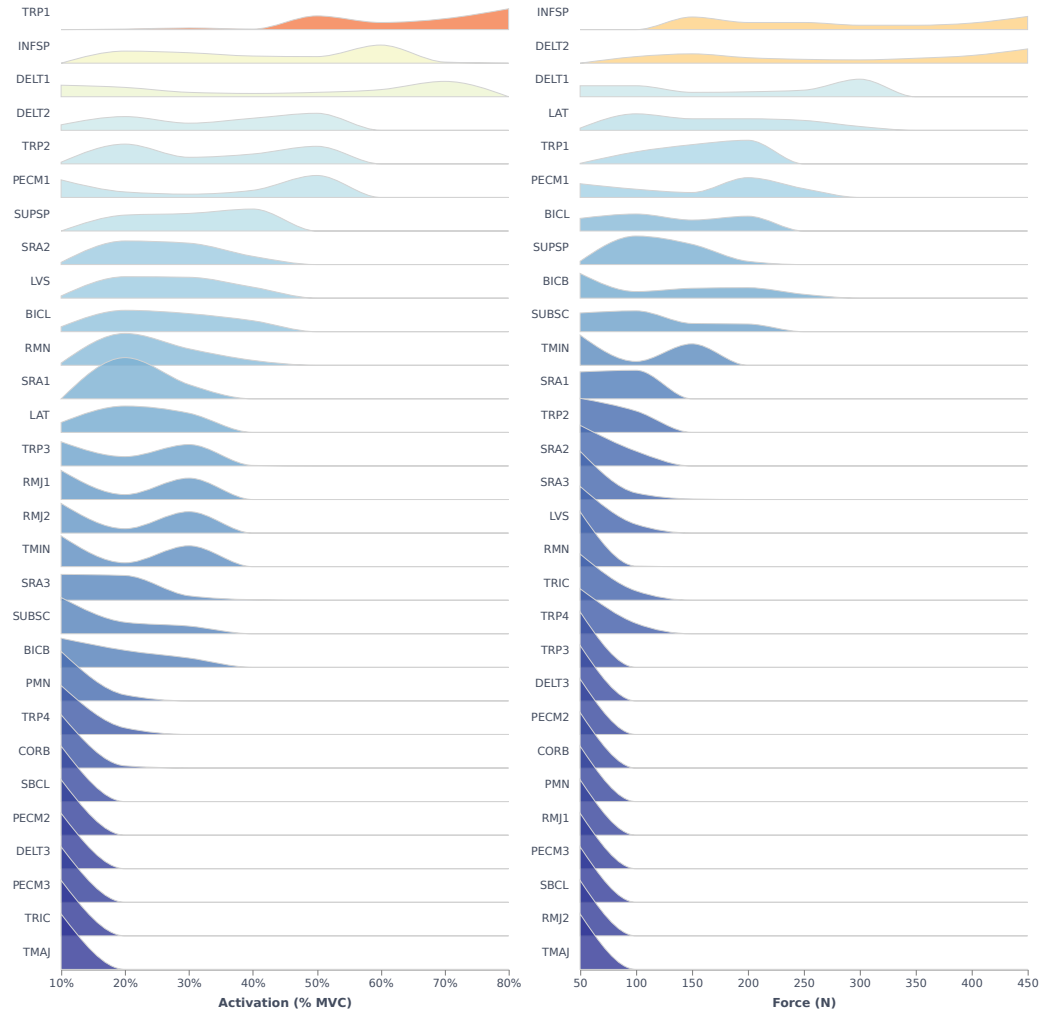 TRP1
INFSP
DELT1
DELT2
TRP2
PECM1
SUPSP
SRA2
LVS
BICL
RMN
SRA1
LAT
TRP3
RMJ1
RMJ2
TMIN
SRA3
SUBSC
BICB
PMN
TRP4
CORB
SBCL
PECM2
DELT3
PECM3
TRIC
TMAJ
10% 20% 30% 40% 50% 60% 70% 80%
Activation (% MVC)
INFSP
DELT2
DELT1
LAT
TRP1
PECM1
BICL
SUPSP
BICB
SUBSC
TMIN
SRA1
TRP2
SRA2
SRA3
LVS
RMN
TRIC
TRP4
TRP3
DELT3
PECM2
CORB
PMN
RMJ1
PECM3
SBCL
RMJ2
TMAJ
50 100 150 200 250 300 350 400 450
Force (N)